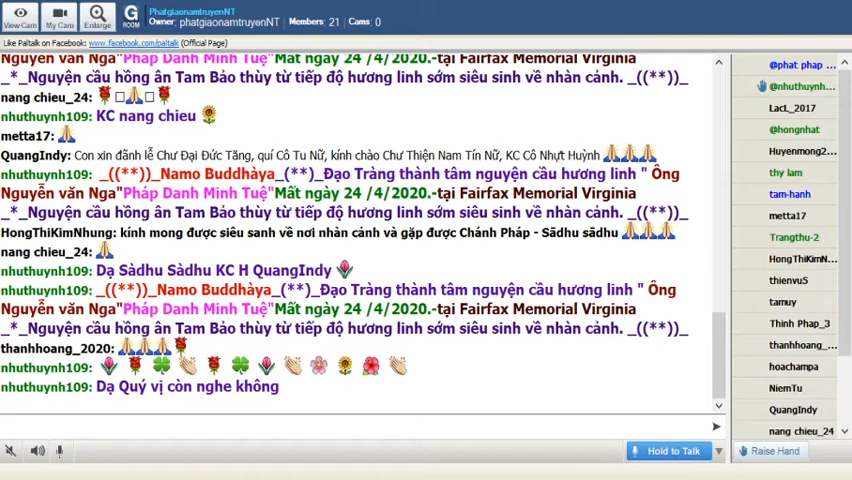 PhatgiaonamtruyenNT
Owner: phatgiaonamtruyenNT Members: 21 Cams: 0
View Cam My Cam Enlarge G ROOM
Like Paltalk on Facebook: www.facebook.com/paltalk (Official Page)
Nguyễn văn Nga"Pháp Danh Minh Tuệ"Mất ngày 24 /4/2020.-tại Fairfax Memorial Virginia
_*_Nguyện cầu hồng ân Tam Bảo thùy từ tiếp độ hương linh sớm siêu sinh về nhàn cảnh. _((**)_
nang chieu_24:
nhuthuynh109: KC nang chieu
metta17:
QuangIndy: Con xin đãnh lễ Chư Đại Đức Tăng, quí Cô Tu Nữ, kính chào Chư Thiện Nam Tín Nữ, KC Cô Nhựt Huỳnh
nhuthuynh109: _((**)_Namo Buddhàya_(**)_Đạo Tràng thành tâm nguyện cầu hương linh " Ông
Nguyễn văn Nga"Pháp Danh Minh Tuệ"Mất ngày 24 /4/2020.-tại Fairfax Memorial Virginia
_*_Nguyện cầu hồng ân Tam Bảo thùy từ tiếp độ hương linh sớm siêu sinh về nhàn cảnh. _((**)_
HongThiKimNhung: kính mong được siêu sanh về nơi nhàn cảnh và gặp được Chánh Pháp - Sādhu sādhu
nang chieu_24:
nhuthuynh109: Dạ Sàdhu Sàdhu KC H QuangIndy
nhuthuynh109: _((**)_Namo Buddhàya_(**)_Đạo Tràng thành tâm nguyện cầu hương linh " Ông
Nguyễn văn Nga"Pháp Danh Minh Tuệ"Mất ngày 24 /4/2020.-tại Fairfax Memorial Virginia
_*_Nguyện cầu hồng ân Tam Bảo thùy từ tiếp độ hương linh sớm siêu sinh về nhàn cảnh. _((**)_
thanhhoang_2020:
nhuthuynh109:
nhuthuynh109: Dạ Quý vị còn nghe không
Hold to Talk
@phat phap ...
@nhuthuynh...
LacL_2017
@hongnhat
Huyenmong2...
thy lam
tam-hanh
metta17
Trangthu-2
HongThiKimN...
thienvu5
tamuy
Thinh Phap_3
thanhhoang_...
hoachampa
NiemTu
QuangIndy
nang chieu_24
Raise Hand